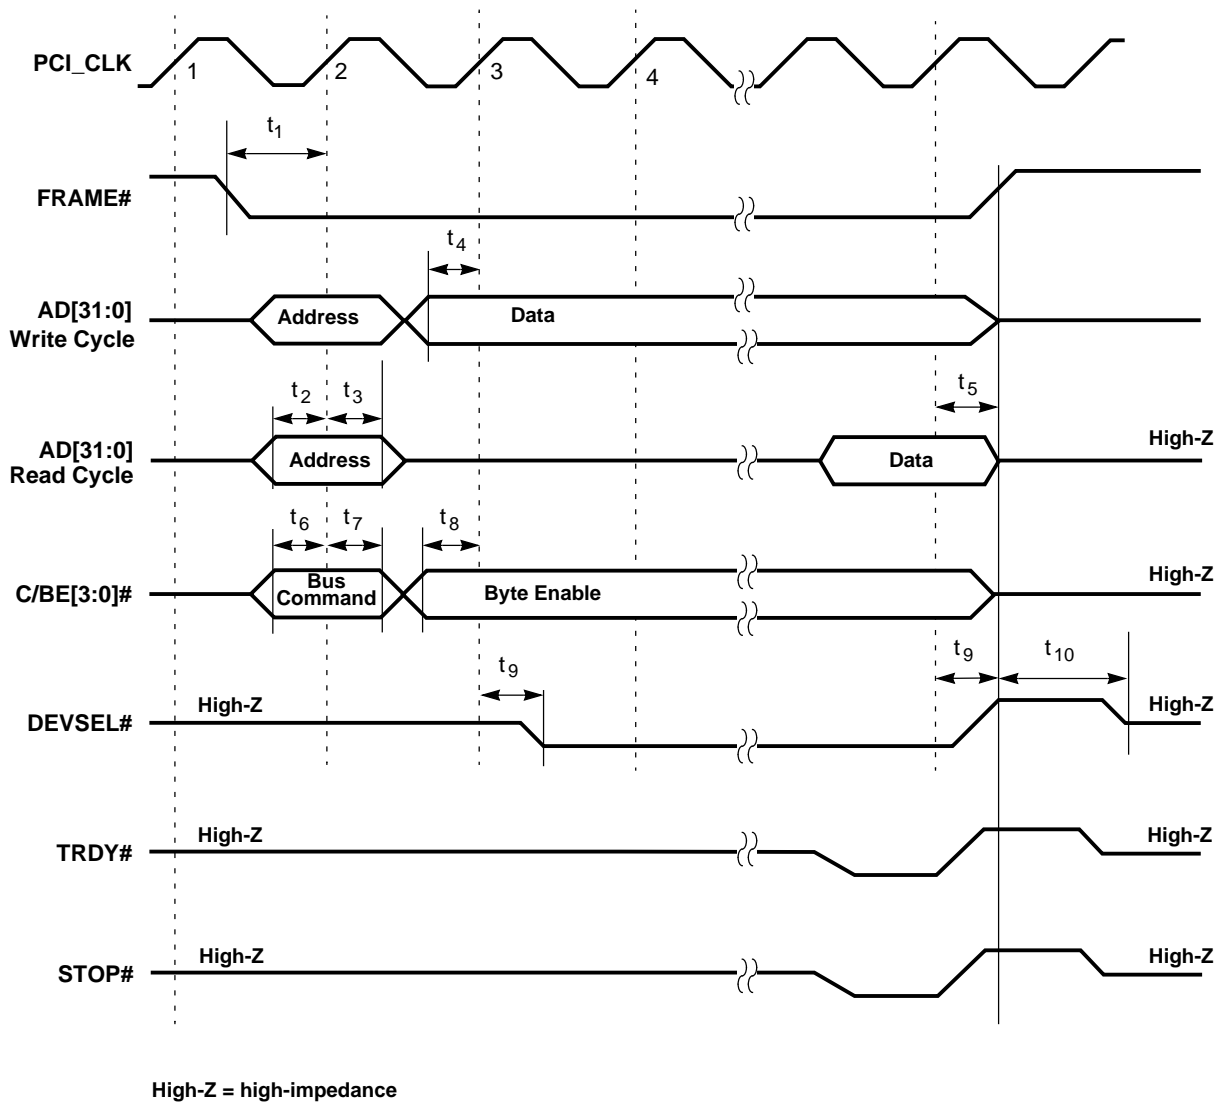 PCI_CLK
1 2 3 4
t1
FRAME#
t4
AD[31:0]
Write Cycle
Address
Data
t2 t3 t5
AD[31:0]
Read Cycle
Address
Data
High-Z
t6 t7 t8
C/BE[3:0]#
Bus
Command
Byte Enable
High-Z
t9 t9 t10
DEVSEL#
High-Z High-Z
TRDY#
High-Z High-Z
STOP#
High-Z High-Z
High-Z = high-impedance